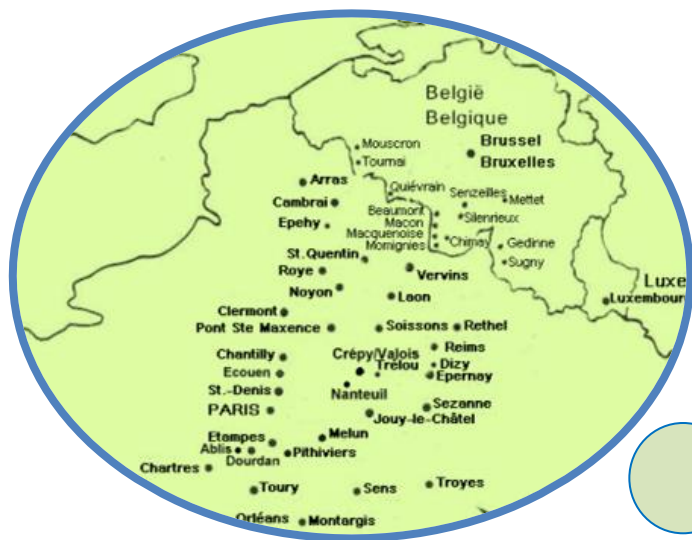 België
Belgique
Brussel
Bruxelles
Mouscron
Tournai
Arras
Quiévrain
Senzeilles
Mettet
Cambrai
Beaumont
Silenrieux
Epehy
Macon
Macquenoise
Momignies
Chimay
Gedinne
St.Quentin
Sugny
Roye
Vervins
Luxe
Noyon
Laon
Luxembour
Clermont
Pont Ste Maxence
Soissons
Rethel
Reims
Chantilly
Crépy/Valois
Dizy
Ecouen
Trélou
Epernay
St.-Denis
Nanteuil
PARIS
Sezanne
Jouy-le-Châtel
Etampes
Melun
Ablis
Dourdan
Pithiviers
Chartres
Toury
Sens
Troyes
Orléans
Montargis